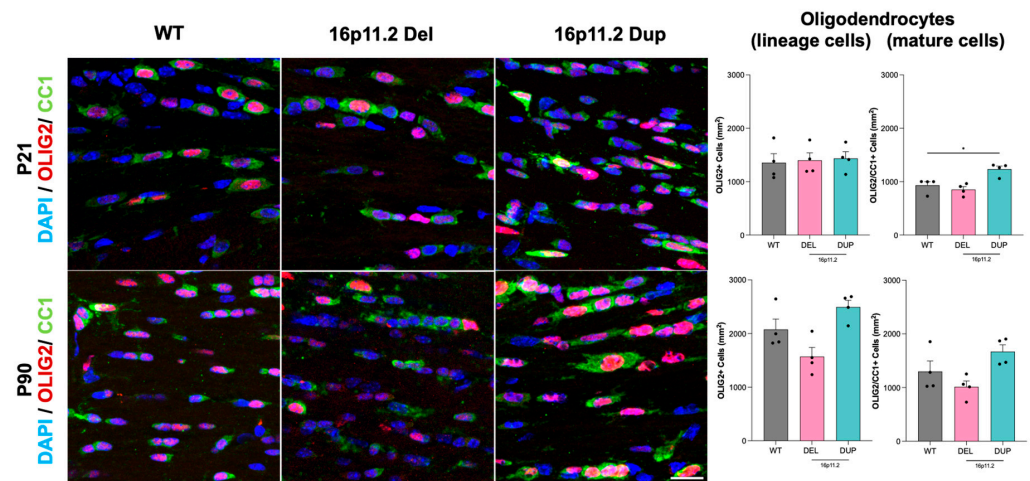 WT
16p11.2 Del
16p11.2 Dup
Oligodendrocytes
(lineage cells) (mature cells)
P21
DAPI / OLIG2/ CC1
3000
2000
1000
0
OLIG2+ Cells (mm²)
WT DEL DUP
16p11.2
3000
2000
1000
0
OLIG2/CC1+ Cells (mm²)
*
WT DEL DUP
16p11.2
P90
DAPI / OLIG2/ CC1
3000
2000
1000
0
OLIG2+ Cells (mm²)
WT DEL DUP
16p11.2
3000
2000
1000
0
OLIG2/CC1+ Cells (mm²)
WT DEL DUP
16p11.2